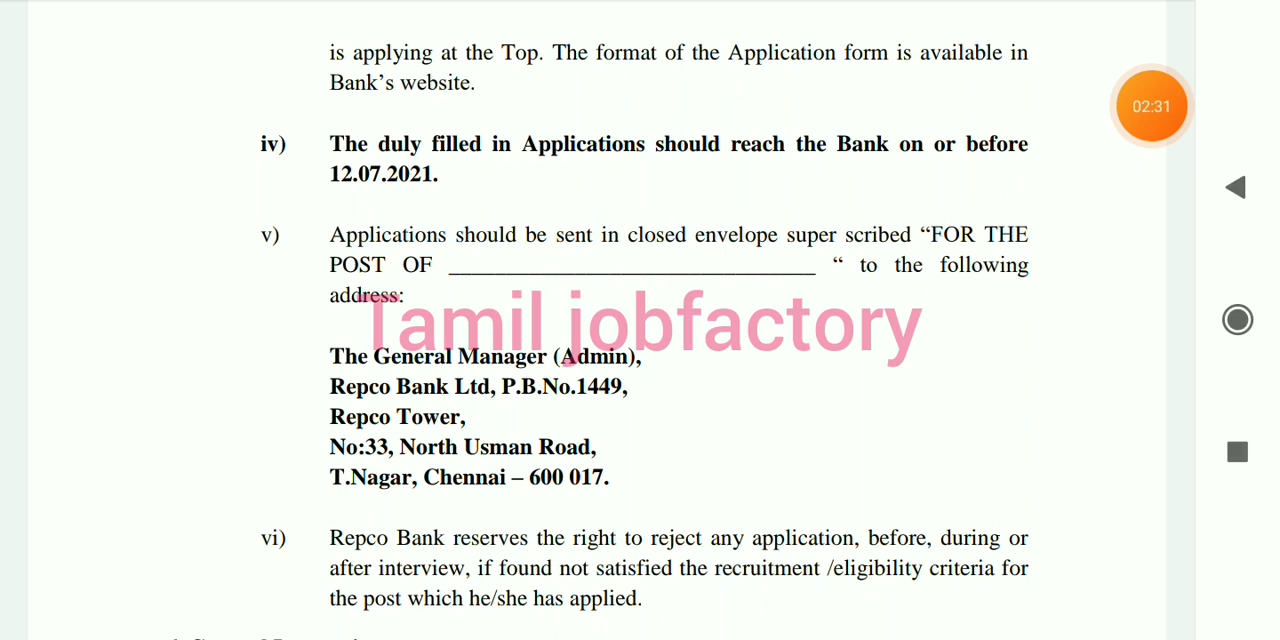 is applying at the Top. The format of the Application form is available in
Bank’s website.
02:31
iv) The duly filled in Applications should reach the Bank on or before
12.07.2021.
v) Applications should be sent in closed envelope super scribed “FOR THE
POST OF ________________________________ “ to the following
address:
Tamil jobfactory
The General Manager (Admin),
Repco Bank Ltd, P.B.No.1449,
Repco Tower,
No:33, North Usman Road,
T.Nagar, Chennai – 600 017.
vi) Repco Bank reserves the right to reject any application, before, during or
after interview, if found not satisfied the recruitment /eligibility criteria for
the post which he/she has applied.